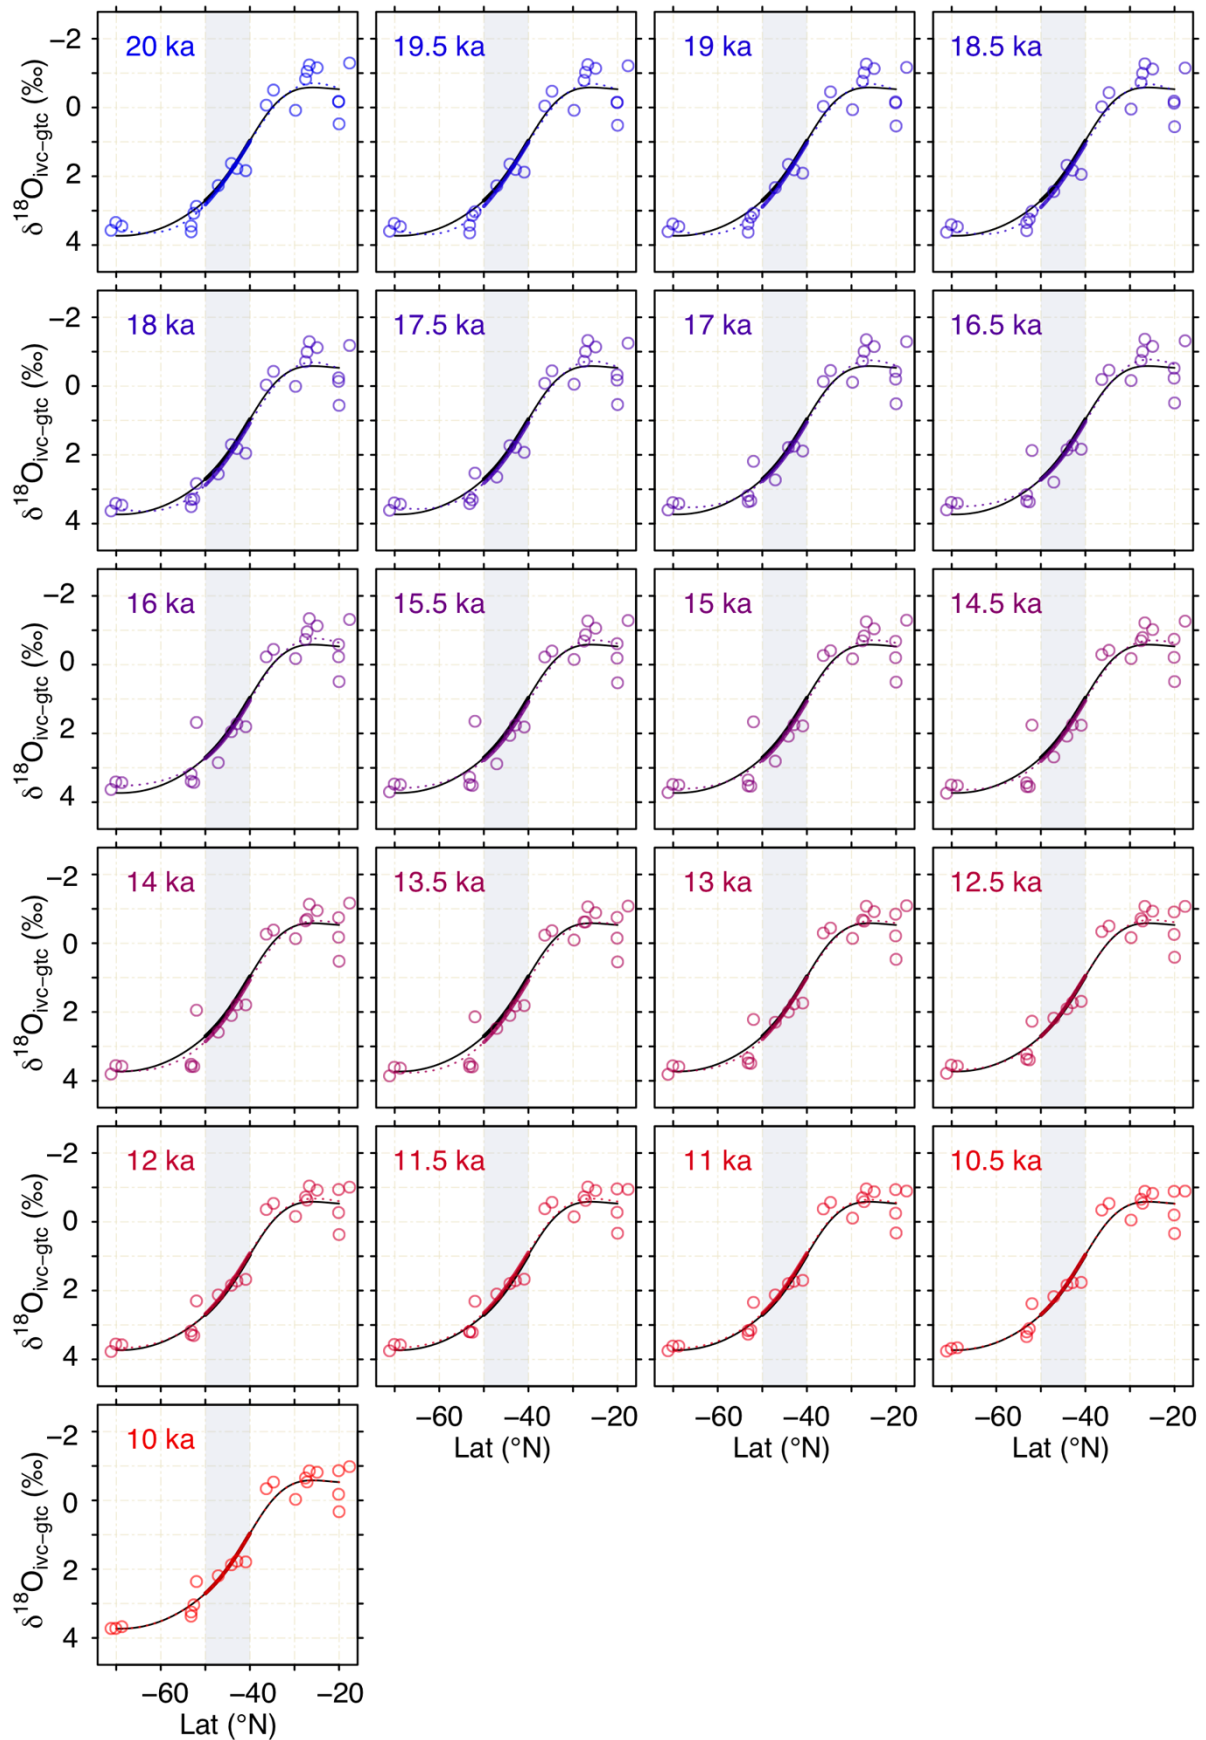 20 ka 19.5 ka 19 ka 18.5 ka
−2
0
2
4
δ18Oivc−gtc (‰)
18 ka 17.5 ka 17 ka 16.5 ka
−2
0
2
4
δ18Oivc−gtc (‰)
16 ka 15.5 ka 15 ka 14.5 ka
−2
0
2
4
δ18Oivc−gtc (‰)
14 ka 13.5 ka 13 ka 12.5 ka
−2
0
2
4
δ18Oivc−gtc (‰)
12 ka 11.5 ka 11 ka 10.5 ka
−2
0
2
4
δ18Oivc−gtc (‰)
−60 −40 −20 −60 −40 −20 −60 −40 −20
Lat (°N) Lat (°N) Lat (°N)
10 ka
−2
0
2
4
δ18Oivc−gtc (‰)
−60 −40 −20
Lat (°N)